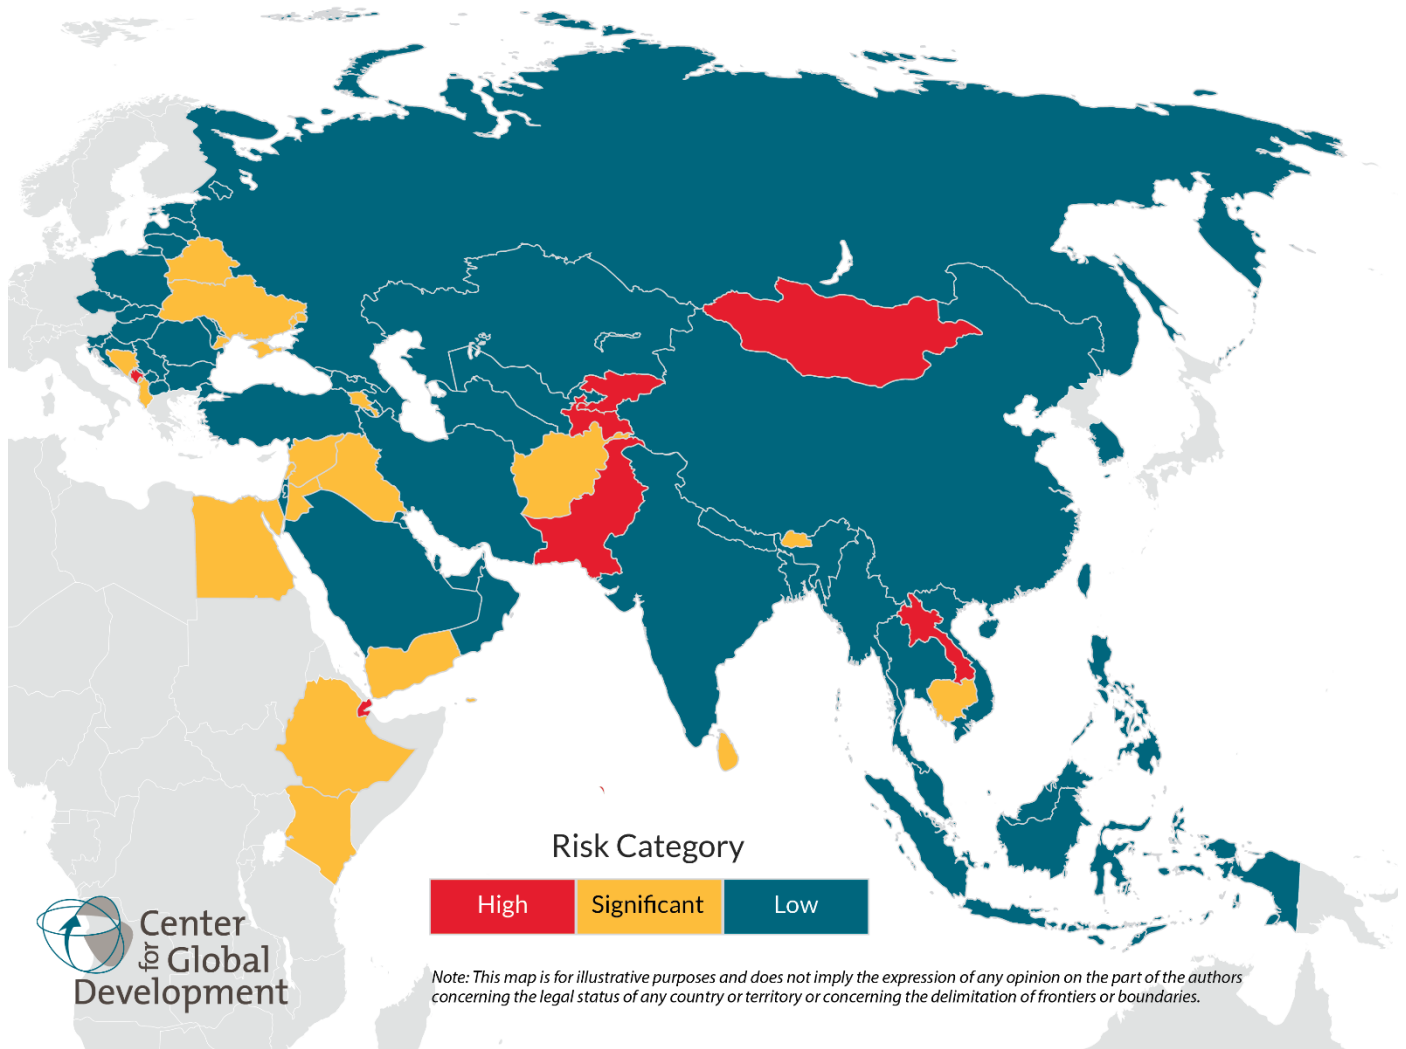 Risk Category
High
Significant
Low
Center
for Global
Development
Note: This map is for illustrative purposes and does not imply the expression of any opinion on the part of the authors
concerning the legal status of any country or territory or concerning the delimitation of frontiers or boundaries.